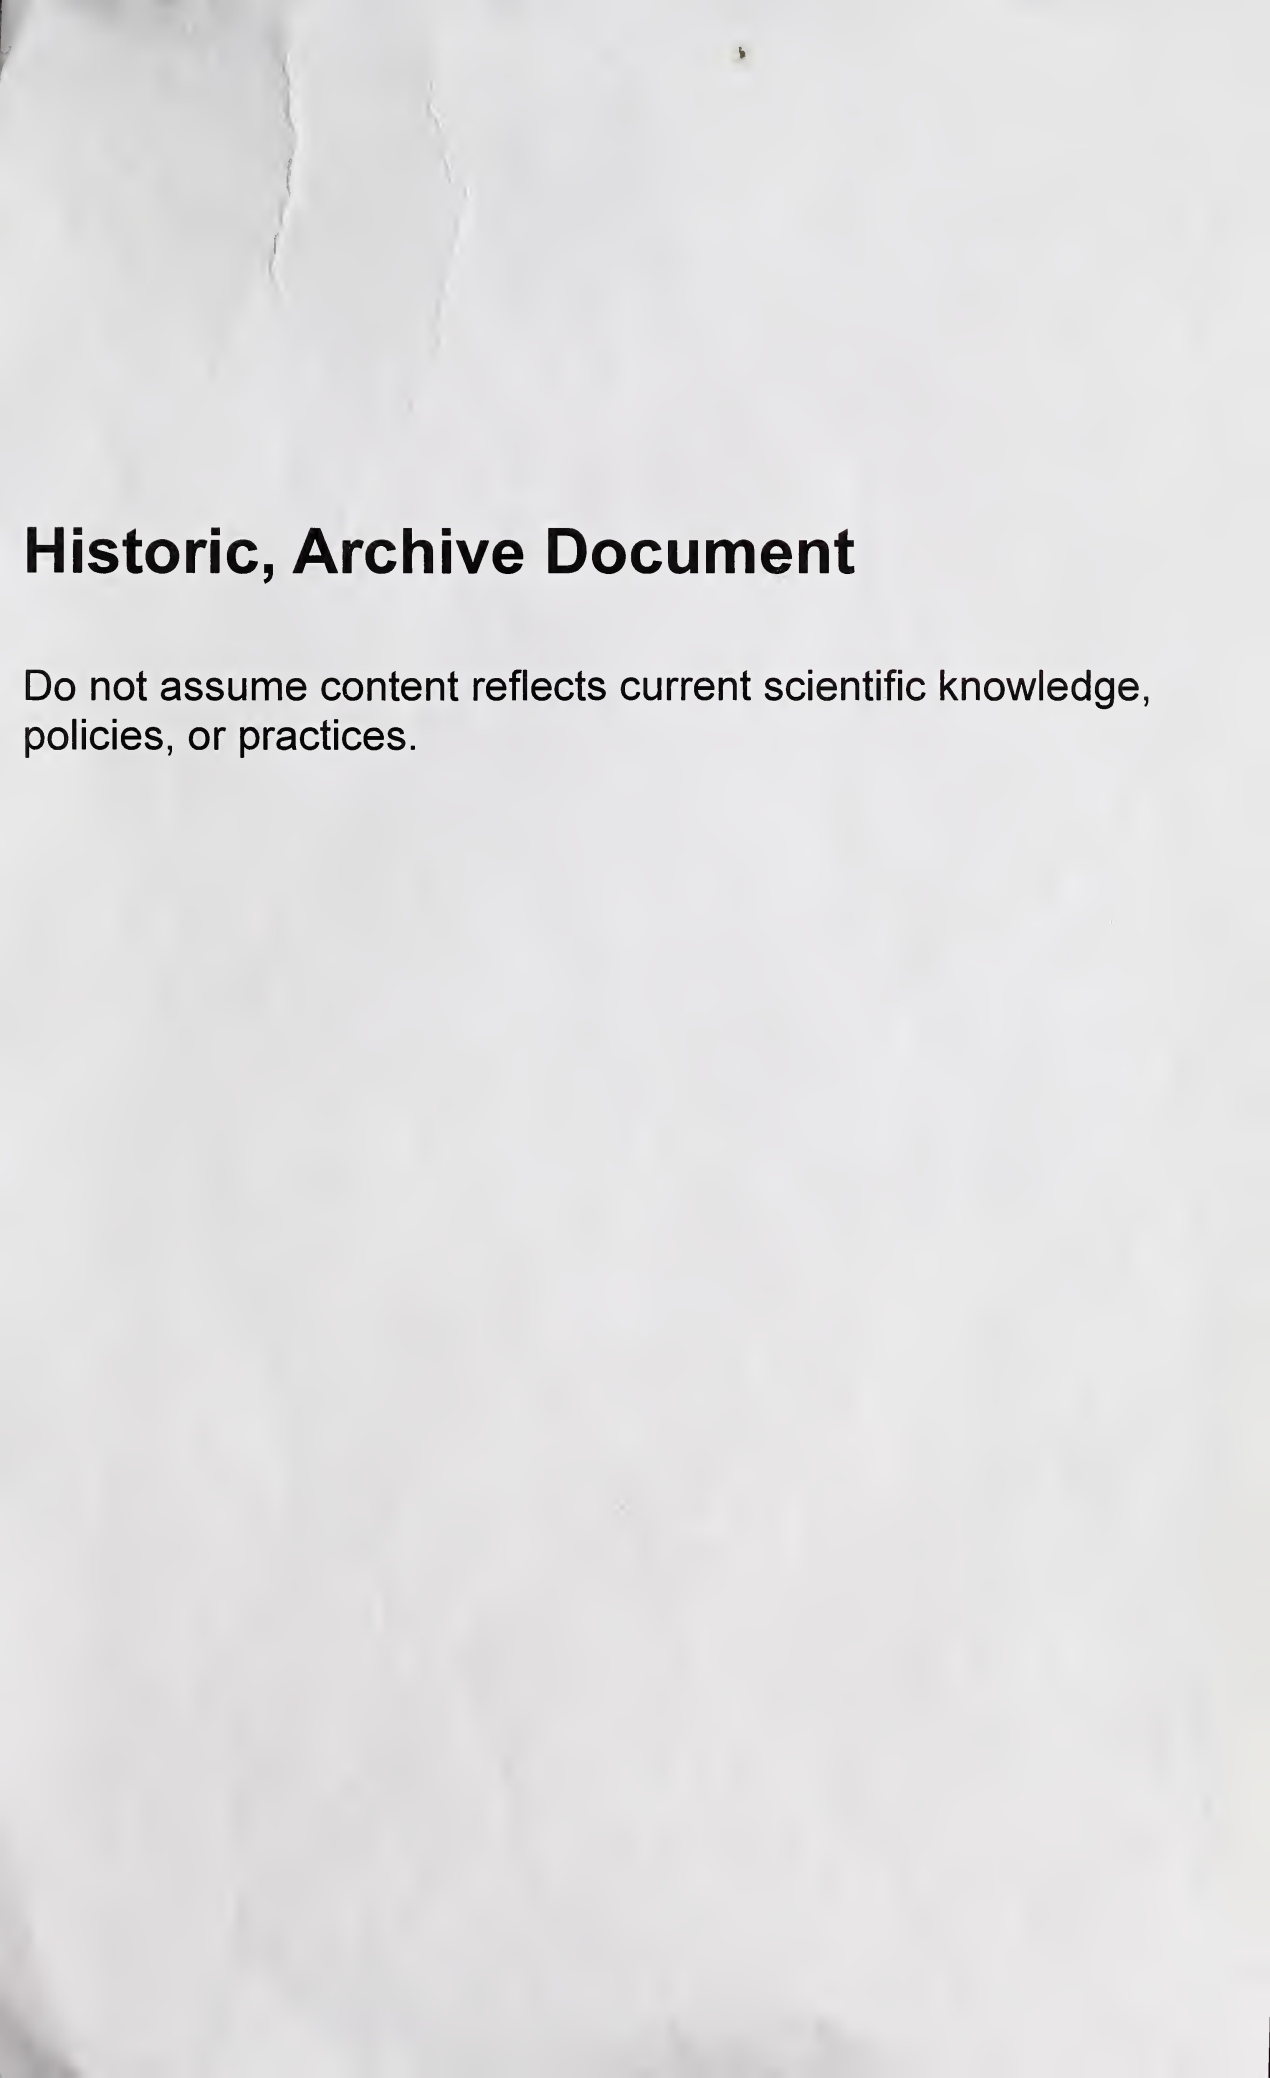 Historic, Archive Document
Do not assume content reflects current scientific knowledge,
policies, or practices.